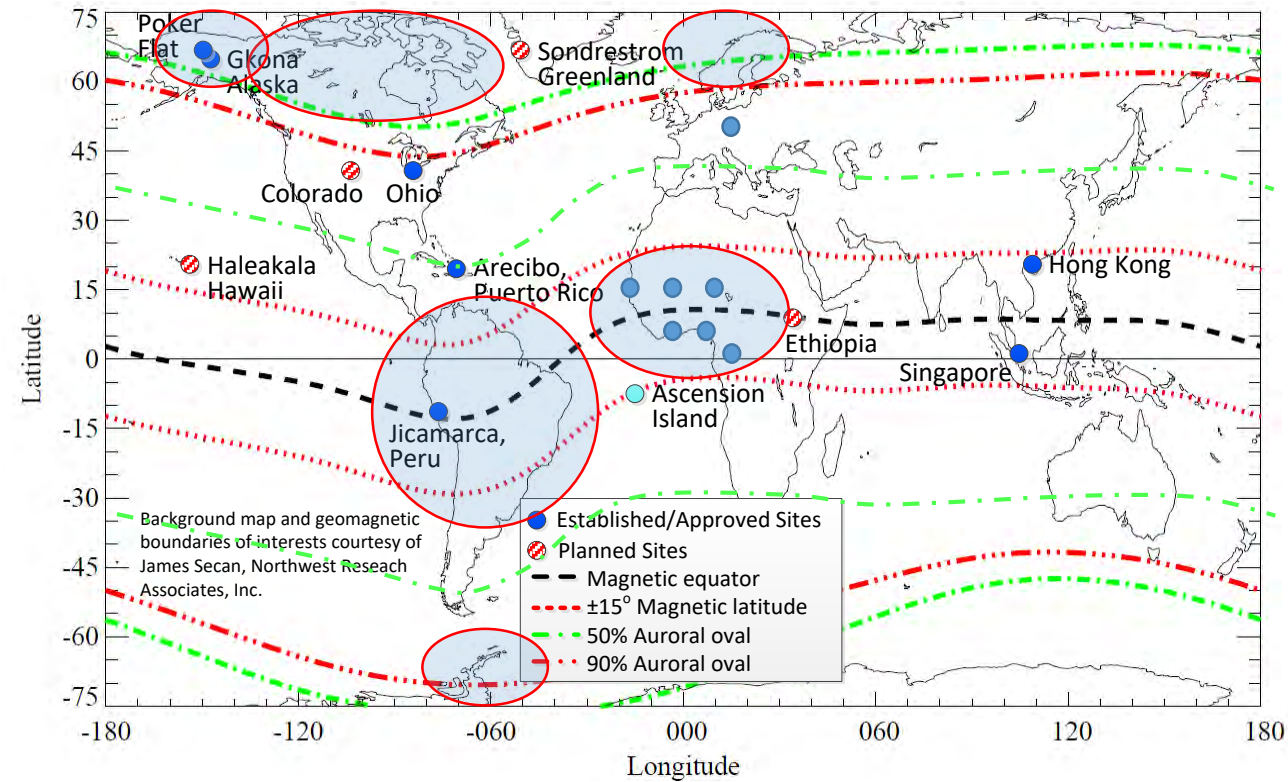 75
60
45
30
15
0
-15
-30
-45
-60
-75
Latitude
Poker
Flat
Gkona
Alaska
Sondrestrom
Greenland
Colorado
Ohio
Haleakala
Hawaii
Arecibo,
Puerto Rico
Hong Kong
Ethiopia
Singapore
Ascension
Island
Jicamarca,
Peru
Background map and geomagnetic
boundaries of interests courtesy of
James Secan, Northwest Reseach
Associates, Inc.
Established/Approved Sites
Planned Sites
Magnetic equator
±15° Magnetic latitude
50% Auroral oval
90% Auroral oval
-180
-120
-060
000
060
120
180
Longitude